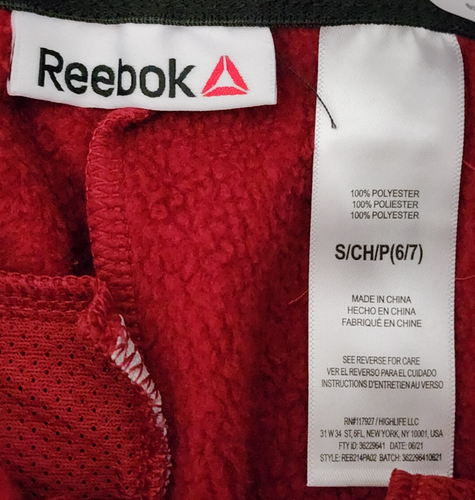 Reebok
100% POLYESTER
100% POLIESTER
100% POLYESTER
S/CH/P(6/7)
MADE IN CHINA
HECHO EN CHINA
FABRIQUÉ EN CHINE
SEE REVERSE FOR CARE
VER EL REVERSO PARA EL CUIDADO
INSTRUCTIONS D'ENTRETIEN AU VERSO
RN#117927 / HIGHLIFE LLC
31 W 34 ST, 6FL, NEW YORK, NY 10001, USA
FTY ID: 36229641 DATE: 06/21
STYLE: REB214PA02 BATCH: 362296410621